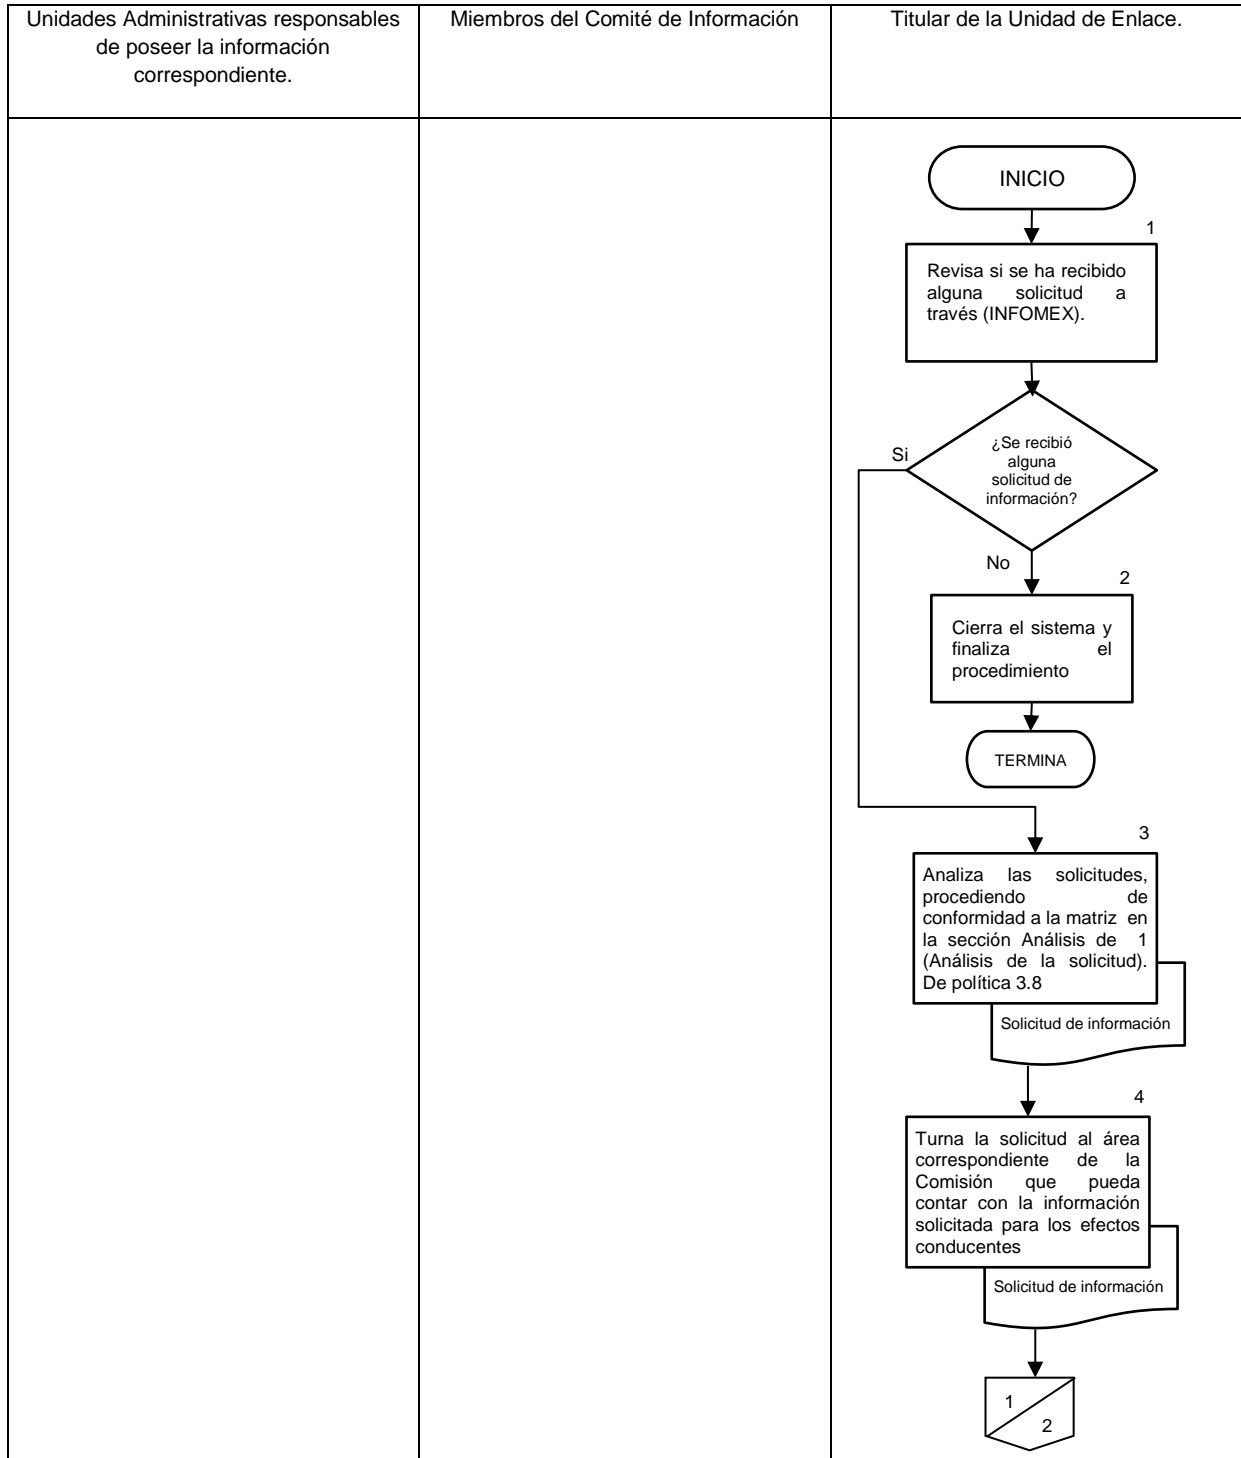 Unidades Administrativas responsables
de poseer la información
correspondiente.
Miembros del Comité de Información
Titular de la Unidad de Enlace.
INICIO
1
Revisa si se ha recibido
alguna solicitud a
través (INFOMEX).
¿Se recibió
alguna
solicitud de
información?
Si
No
2
Cierra el sistema y
finaliza el
procedimiento
TERMINA
3
Analiza las solicitudes,
procediendo de
conformidad a la matriz en
la sección Análisis de 1
(Análisis de la solicitud).
De política 3.8
Solicitud de información
4
Turna la solicitud al área
correspondiente de la
Comisión que pueda
contar con la información
solicitada para los efectos
conducentes
Solicitud de información
1
2